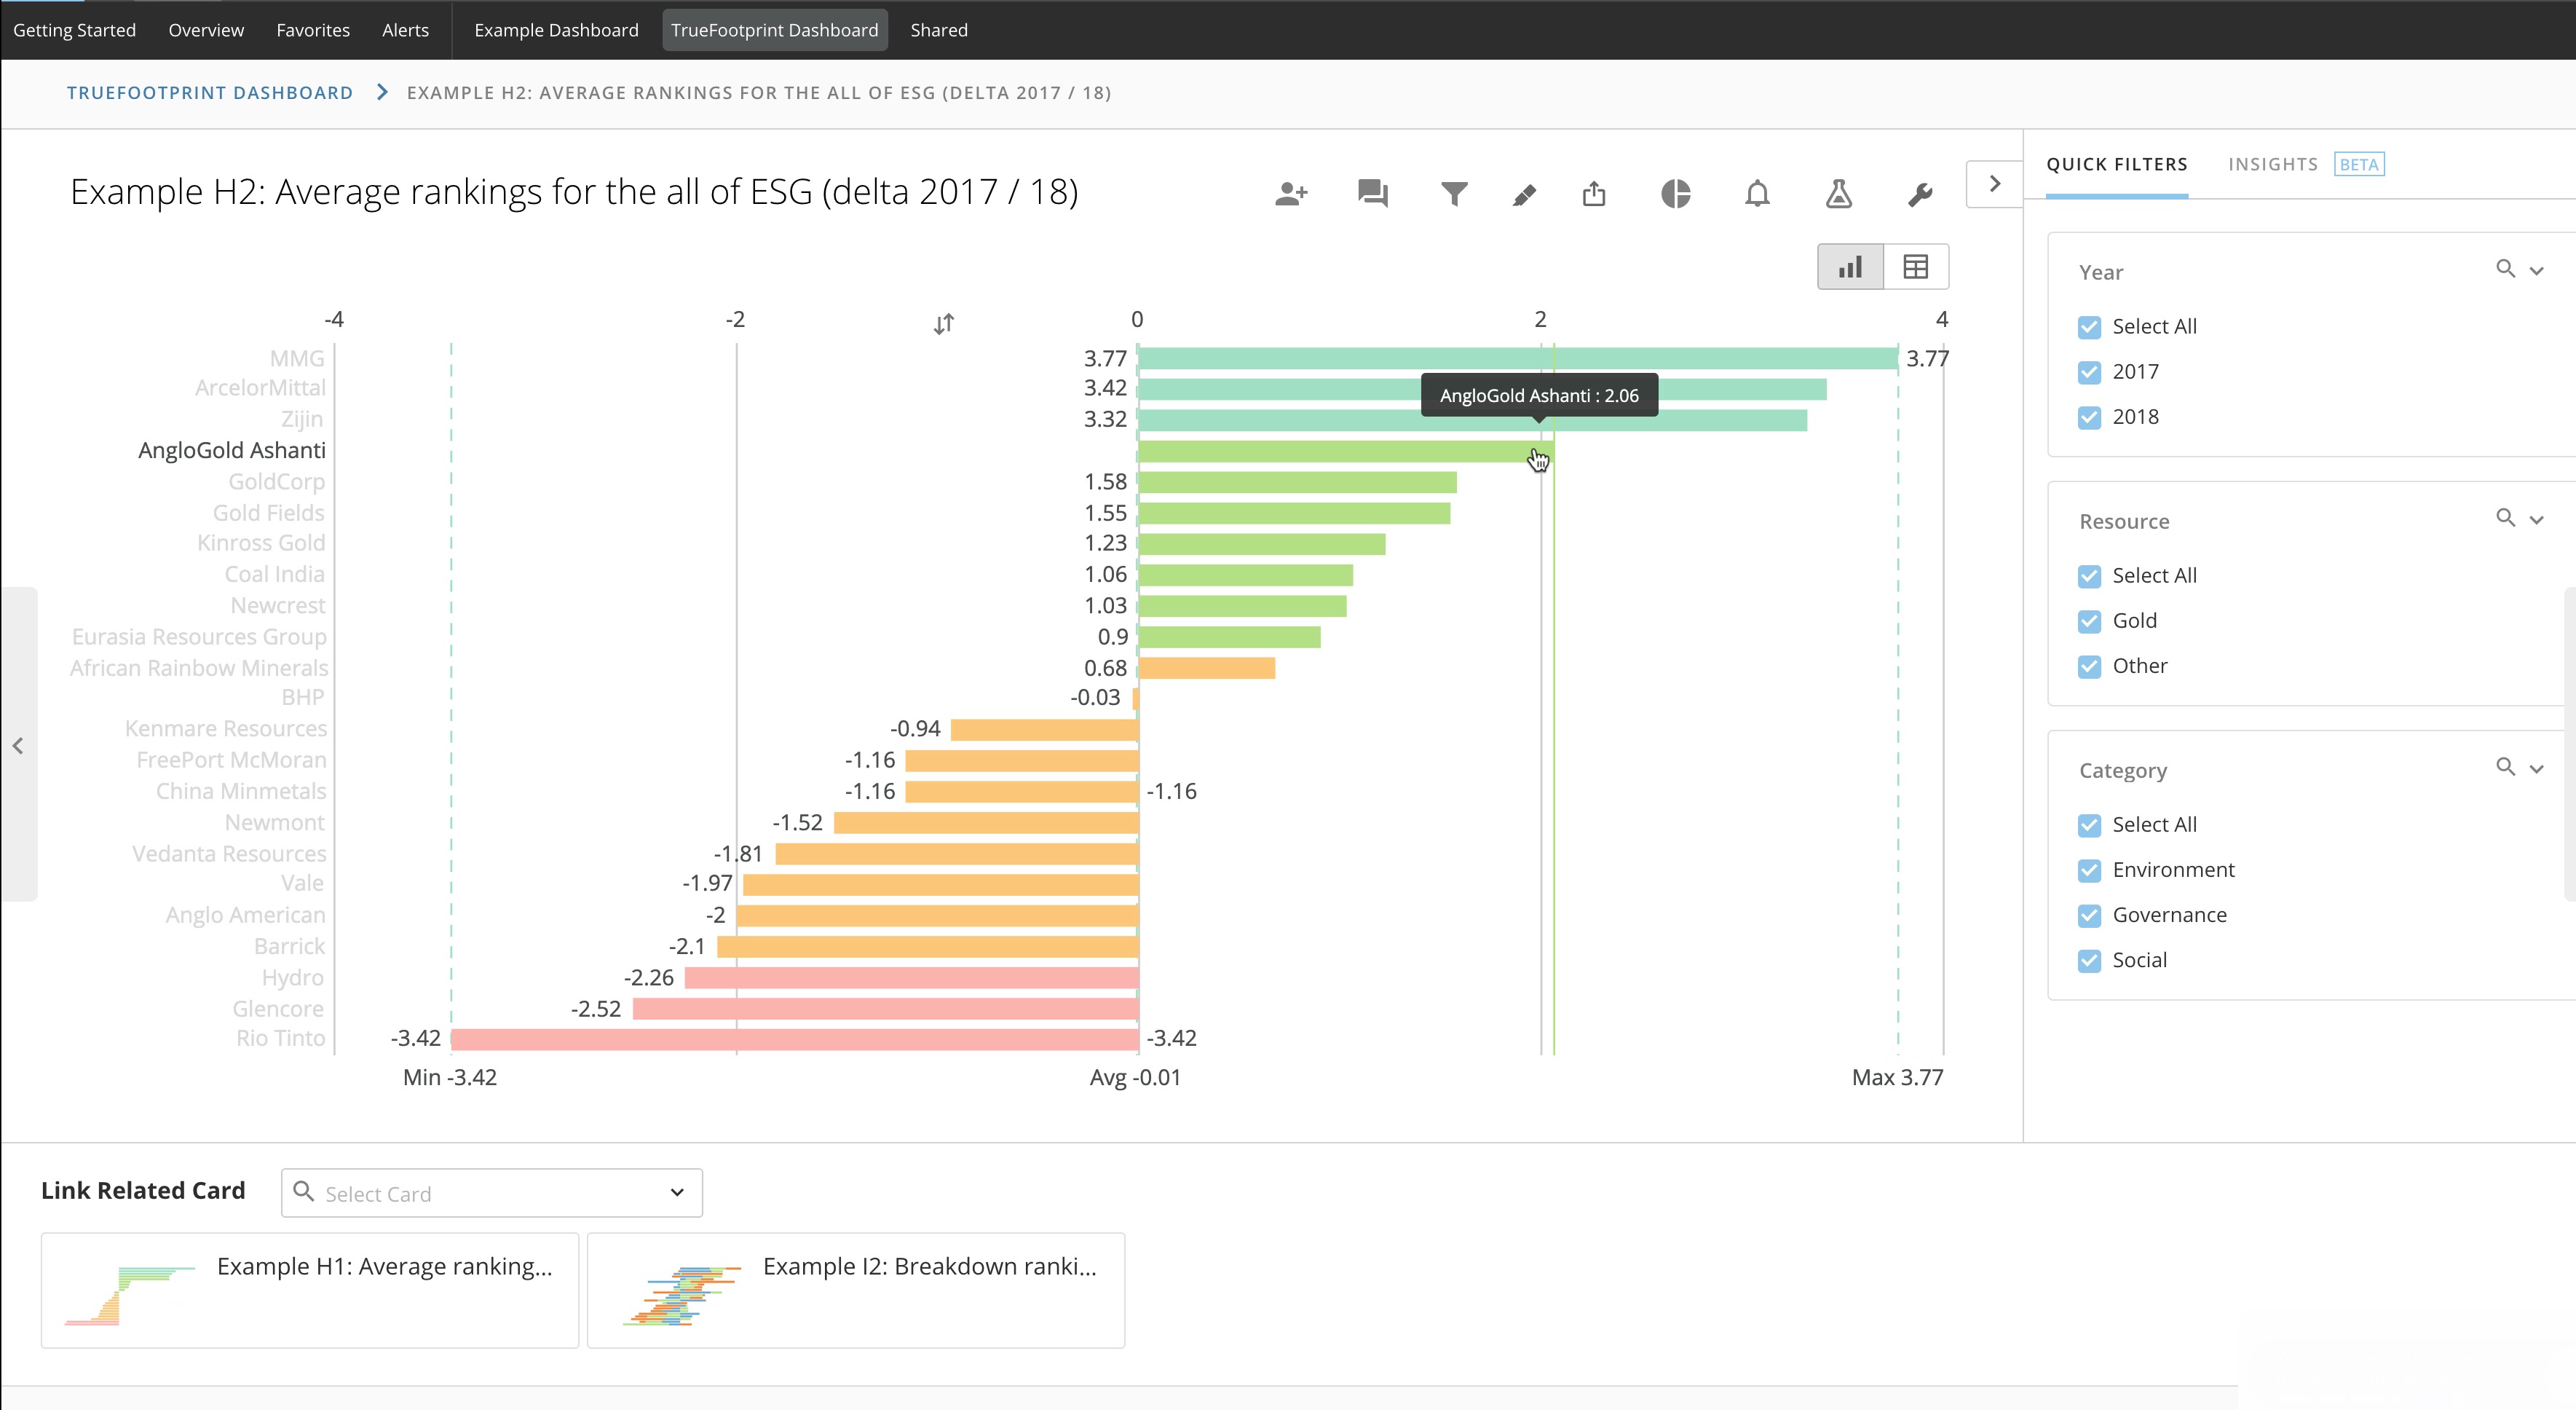 Getting Started Overview Favorites Alerts Example Dashboard TrueFootprint Dashboard Shared
TRUEFOOTPRINT DASHBOARD EXAMPLE H2: AVERAGE RANKINGS FOR THE ALL OF ESG (DELTA 2017 / 18)
Example H2: Average rankings for the all of ESG (delta 2017 / 18)
-4 -2 0 2 4
MMG 3.77 3.77
ArcelorMittal 3.42
AngloGold Ashanti : 2.06
Zijin 3.32
AngloGold Ashanti
GoldCorp 1.58
Gold Fields 1.55
Kinross Gold 1.23
Coal India 1.06
Newcrest 1.03
Eurasia Resources Group 0.9
African Rainbow Minerals 0.68
BHP -0.03
Kenmare Resources -0.94
FreePort McMoran -1.16
China Minmetals -1.16 -1.16
Newmont -1.52
Vedanta Resources -1.81
Vale -1.97
Anglo American -2
Barrick -2.1
Hydro -2.26
Glencore -2.52
Rio Tinto -3.42 -3.42
Min -3.42 Avg -0.01 Max 3.77
QUICK FILTERS INSIGHTS BETA
Year
Select All
2017
2018
Resource
Select All
Gold
Other
Category
Select All
Environment
Governance
Social
Link Related Card Select Card
Example H1: Average ranking... Example I2: Breakdown ranki...